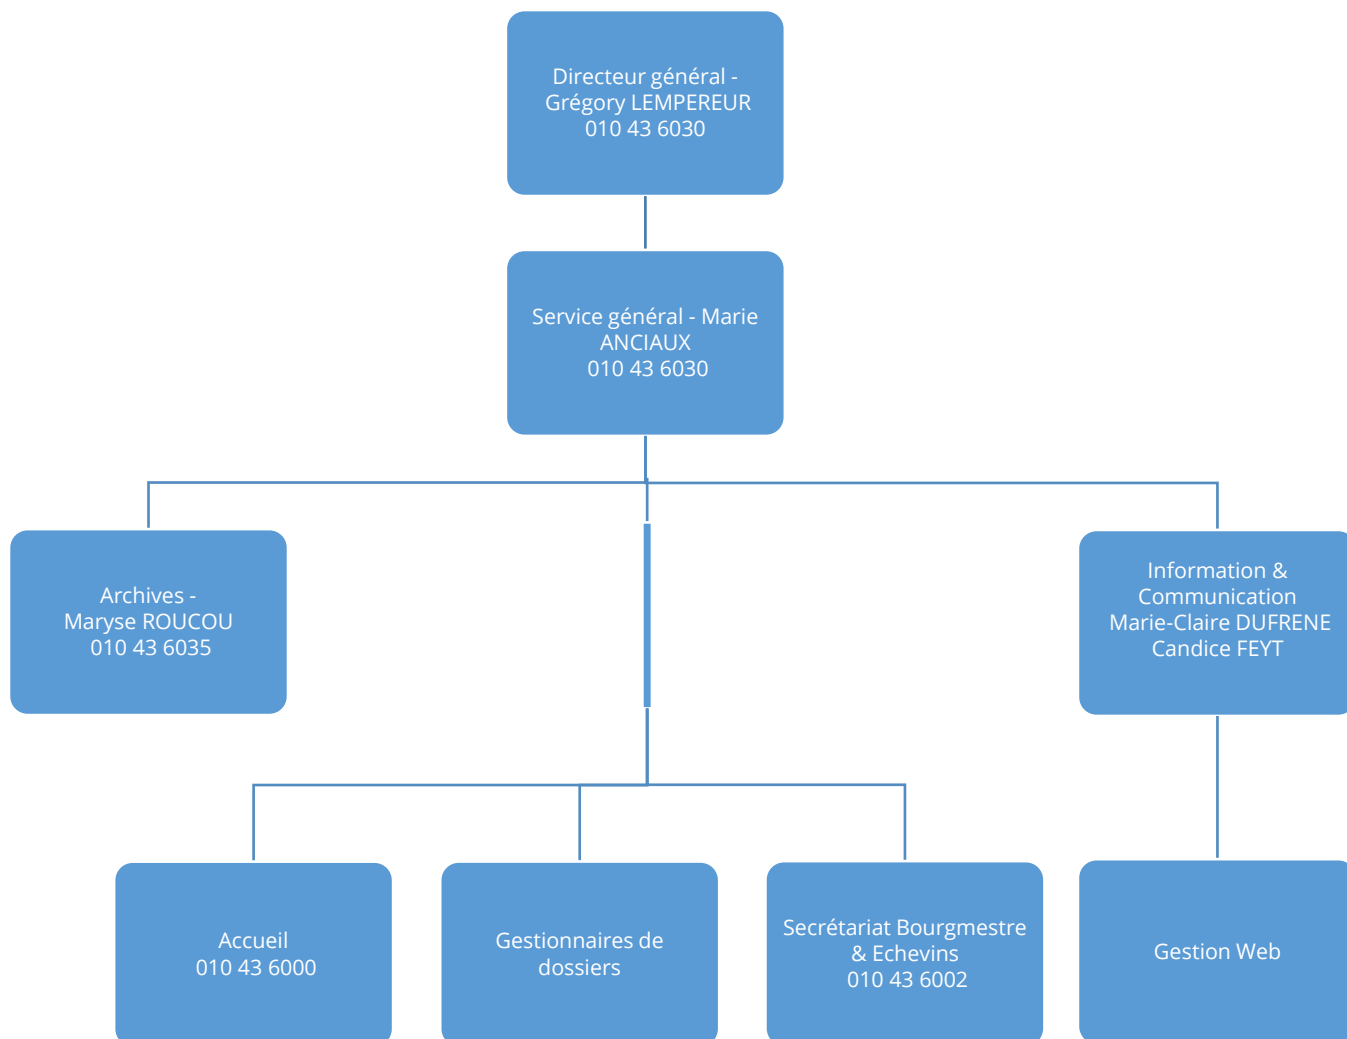 Directeur général -
Grégory LEMPEREUR
010 43 6030
Service général - Marie
ANCIAUX
010 43 6030
Archives -
Maryse ROUCOU
010 43 6035
Information &
Communication
Marie-Claire DUFRENE
Candice FEYT
Accueil
010 43 6000
Gestionnaires de
dossiers
Secrétariat Bourgmestre
& Echevins
010 43 6002
Gestion Web